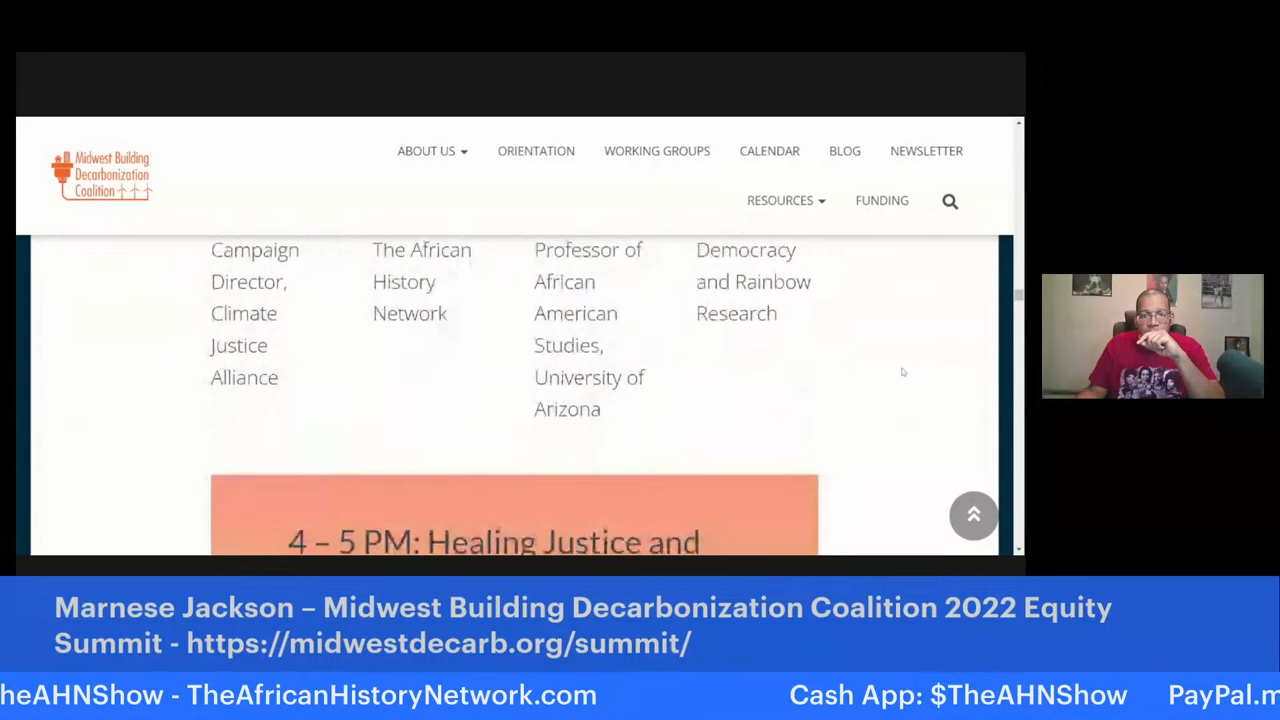 Midwest Building
Decarbonization
Coalition
ABOUT US
ORIENTATION
WORKING GROUPS
CALENDAR
BLOG
NEWSLETTER
RESOURCES
FUNDING
Campaign
Director,
Climate
Justice
Alliance
The African
History
Network
Professor of
African
American
Studies,
University of
Arizona
Democracy
and Rainbow
Research
4 – 5 PM: Healing Justice and
Marnese Jackson – Midwest Building Decarbonization Coalition 2022 Equity
Summit - https://midwestdecarb.org/summit/
TheAHNShow - TheAfricanHistoryNetwork.com Cash App: $TheAHNShow PayPal.m